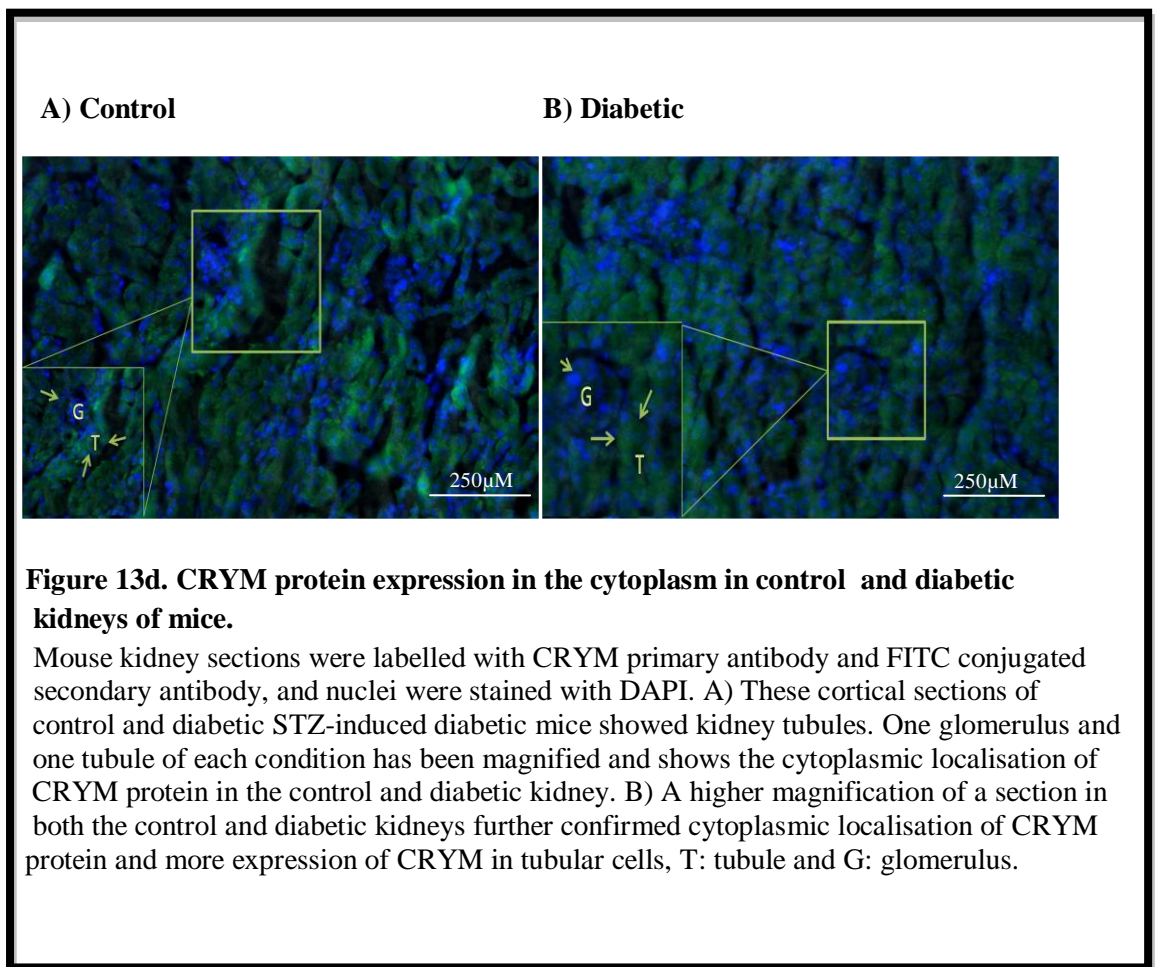 A) Control
B) Diabetic
G
T
250µM
G
T
250µM
Figure 13d. CRYM protein expression in the cytoplasm in control and diabetic
kidneys of mice.
Mouse kidney sections were labelled with CRYM primary antibody and FITC conjugated
secondary antibody, and nuclei were stained with DAPI. A) These cortical sections of
control and diabetic STZ-induced diabetic mice showed kidney tubules. One glomerulus and
one tubule of each condition has been magnified and shows the cytoplasmic localisation of
CRYM protein in the control and diabetic kidney. B) A higher magnification of a section in
both the control and diabetic kidneys further confirmed cytoplasmic localisation of CRYM
protein and more expression of CRYM in tubular cells, T: tubule and G: glomerulus.